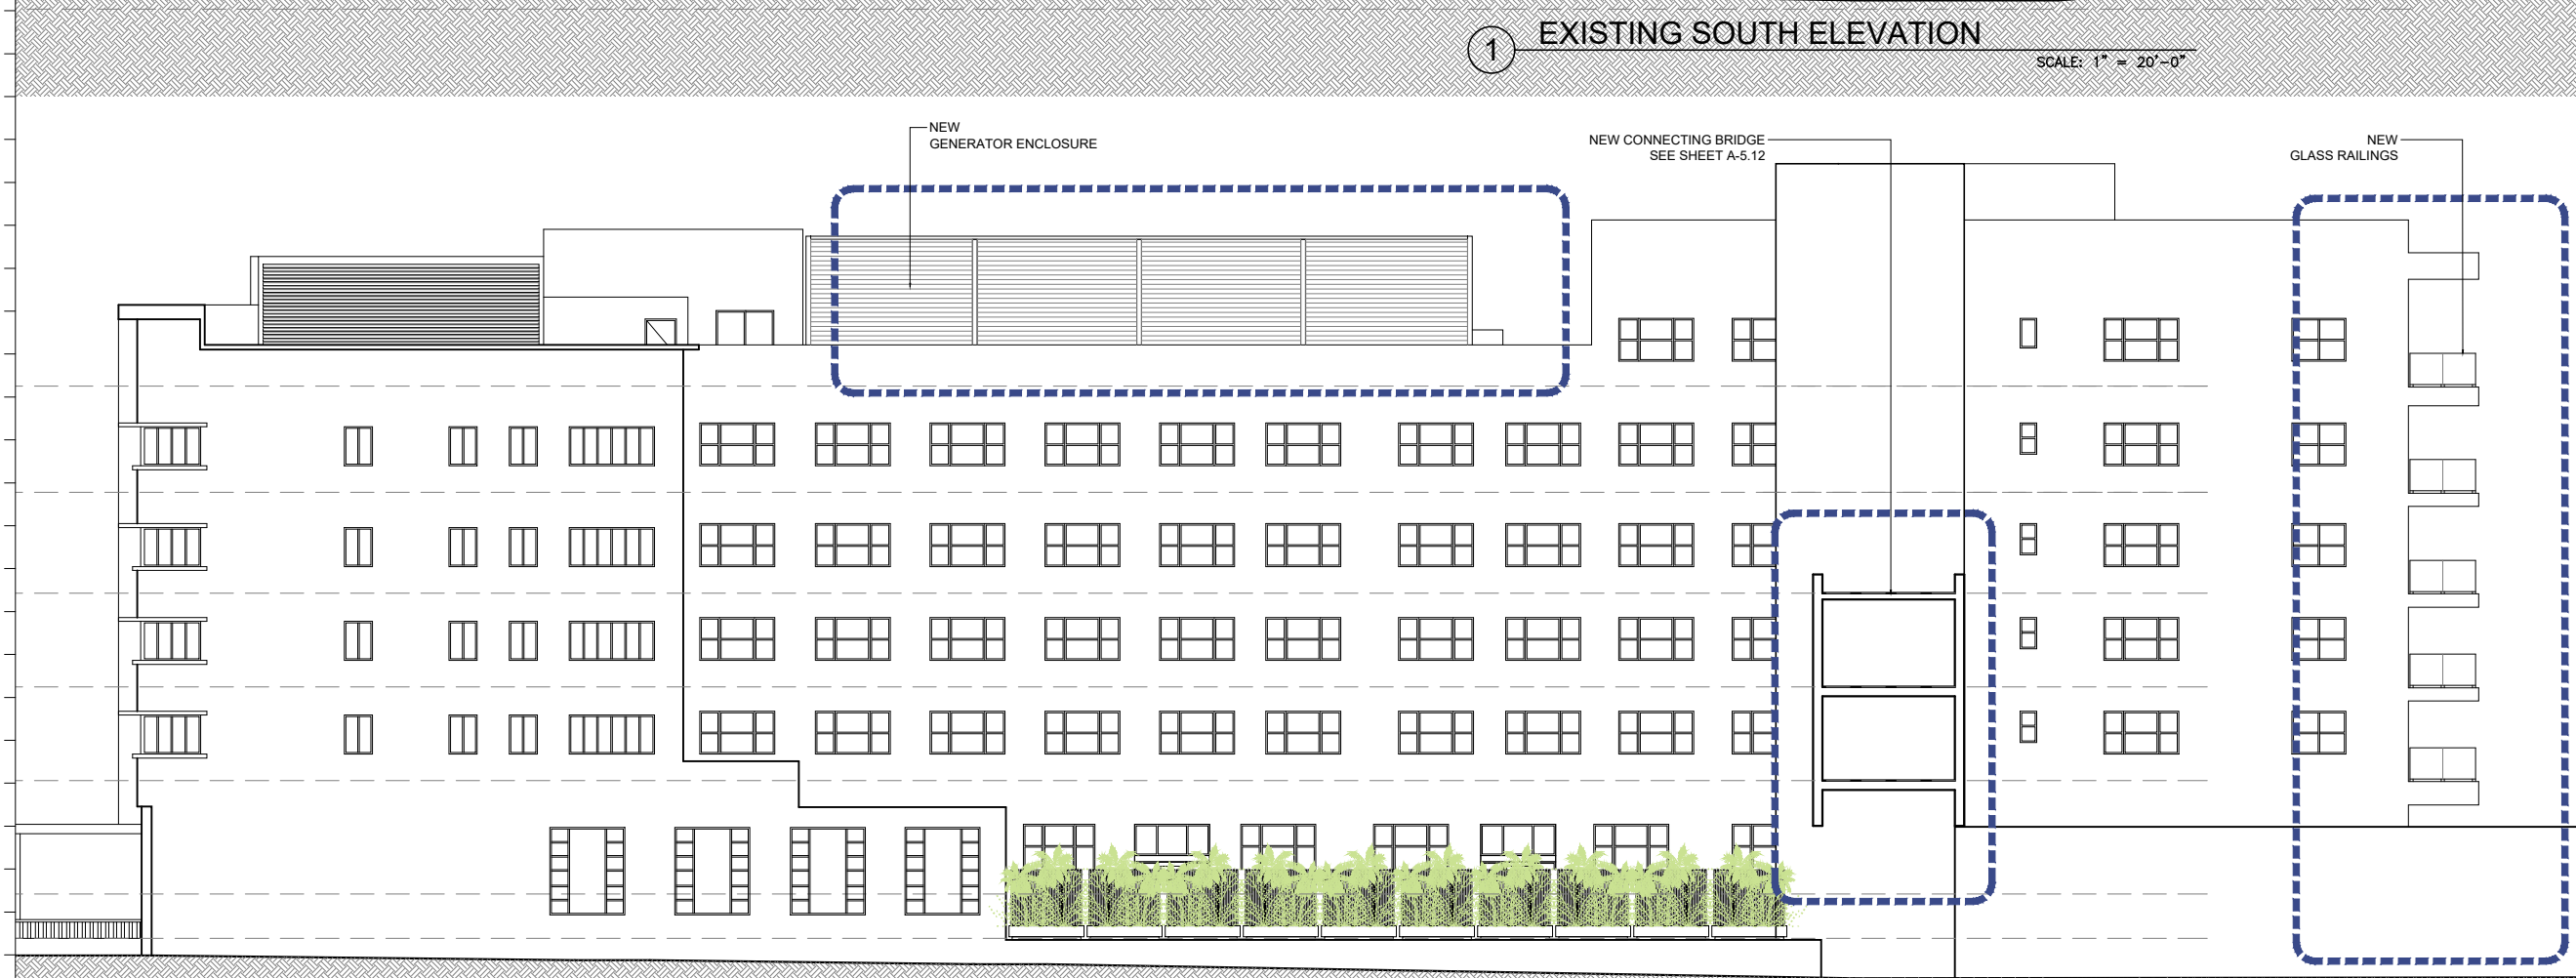 1
EXISTING SOUTH ELEVATION
SCALE: 1" = 20'-0"
NEW
GENERATOR ENCLOSURE
NEW CONNECTING BRIDGE
SEE SHEET A-5.12
NEW
GLASS RAILINGS